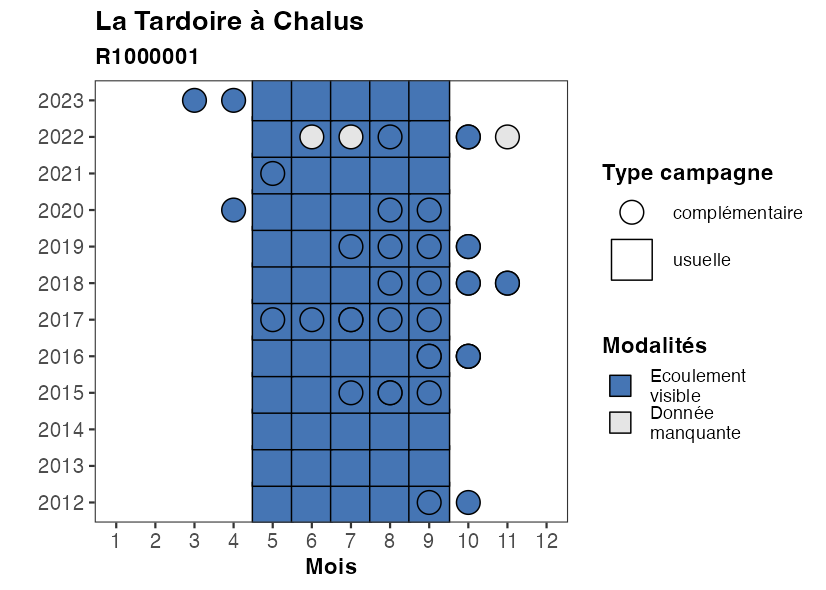 La Tardoire à Chalus
R1000001
2023
2022
2021
2020
2019
2018
2017
2016
2015
2014
2013
2012
1 2 3 4 5 6 7 8 9 10 11 12
Mois
Type campagne
complémentaire
usuelle
Modalités
Ecoulement
visible
Donnée
manquante